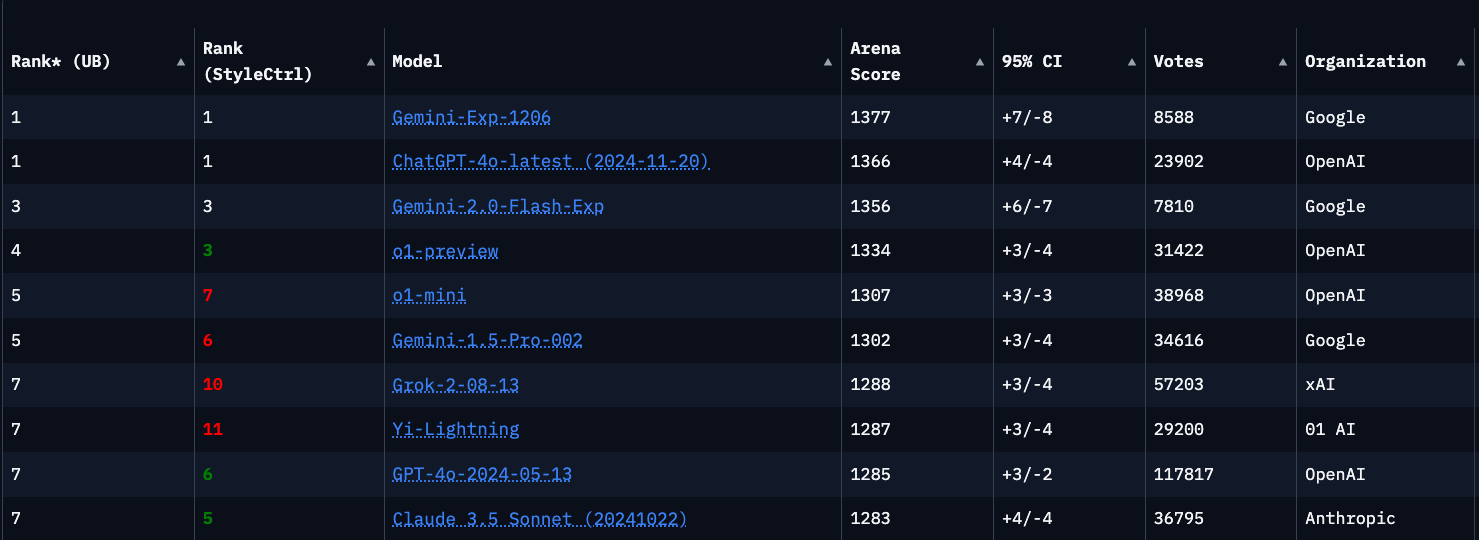 Rank* (UB) ▲ Rank (StyleCtrl) ▲ Model ▲ Arena Score ▲ 95% CI ▲ Votes ▲ Organization ▲
1 1 Gemini-Exp-1206 1377 +7/-8 8588 Google
1 1 ChatGPT-4o-latest (2024-11-20) 1366 +4/-4 23902 OpenAI
3 3 Gemini-2.0-Flash-Exp 1356 +6/-7 7810 Google
4 3 o1-preview 1334 +3/-4 31422 OpenAI
5 7 o1-mini 1307 +3/-3 38968 OpenAI
5 6 Gemini-1.5-Pro-002 1302 +3/-4 34616 Google
7 10 Grok-2-08-13 1288 +3/-4 57203 xAI
7 11 Yi-Lightning 1287 +3/-4 29200 01 AI
7 6 GPT-4o-2024-05-13 1285 +3/-2 117817 OpenAI
7 5 Claude 3.5 Sonnet (20241022) 1283 +4/-4 36795 Anthropic